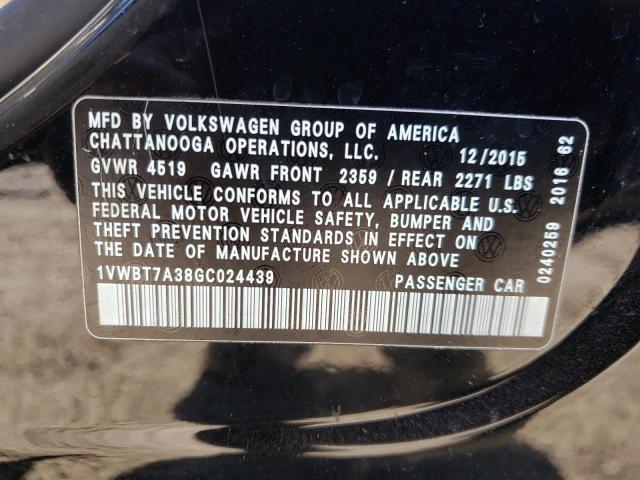 MFD BY VOLKSWAGEN GROUP OF AMERICA
CHATTANOOGA OPERATIONS, LLC. 12/2015
GVWR 4519 GAWR FRONT 2359 / REAR 2271 LBS
THIS VEHICLE CONFORMS TO ALL APPLICABLE U.S.
FEDERAL MOTOR VEHICLE SAFETY, BUMPER AND
THEFT PREVENTION STANDARDS IN EFFECT ON
THE DATE OF MANUFACTURE SHOWN ABOVE
1VWBT7A38GC024439 PASSENGER CAR
0240259 2016 62